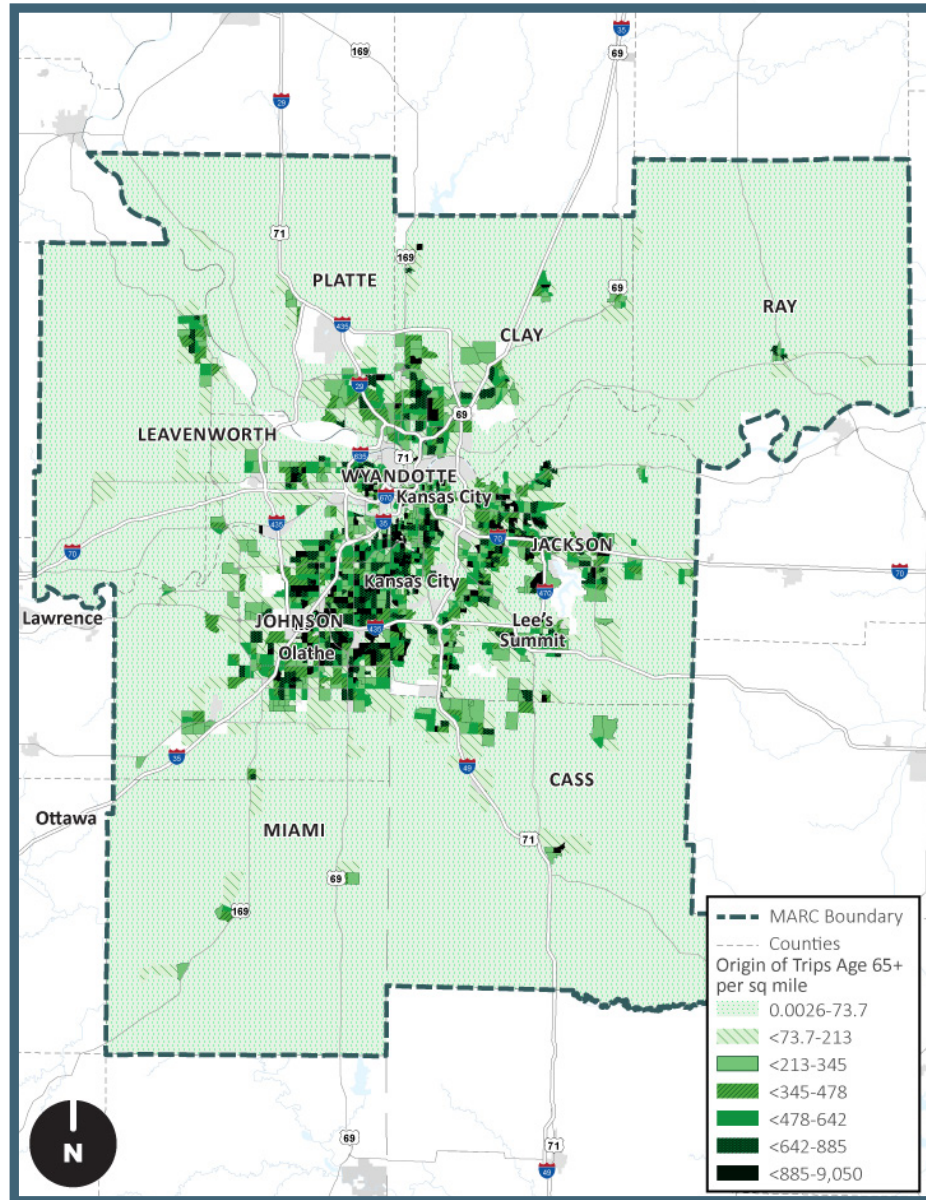 35
169
69
29
71
169
PLATTE
69
RAY
435
CLAY
29
69
LEAVENWORTH
635
71
WYANDOTTE
670
Kansas City
435
35
70
JACKSON
70
70
Kansas City
470
Lawrence
JOHNSON
435
Lee's
Summit
Olathe
35
49
CASS
Ottawa
MIAMI
71
69
169
69
71
49
N
MARC Boundary
Counties
Origin of Trips Age 65+
per sq mile
0.0026-73.7
<73.7-213
<213-345
<345-478
<478-642
<642-885
<885-9,050